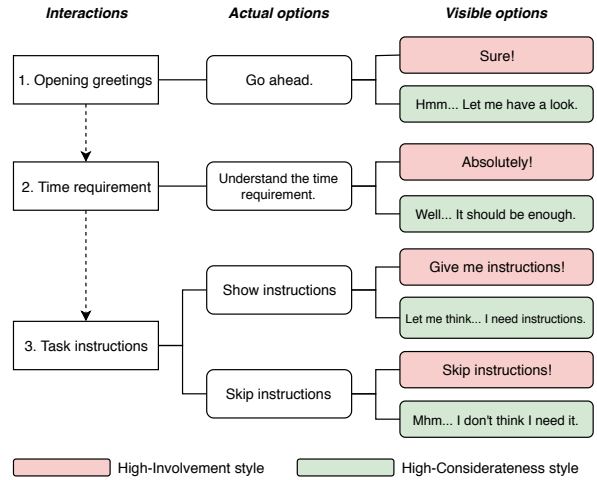 Interactions
Actual options
Visible options
1. Opening greetings
Go ahead.
Sure!
Hmm... Let me have a look.
2. Time requirement
Understand the time
requirement.
Absolutely!
Well... It should be enough.
3. Task instructions
Show instructions
Give me instructions!
Let me think... I need instructions.
Skip instructions
Skip instructions!
Mhm... I don't think I need it.
High-Involvement style
High-Considerateness style